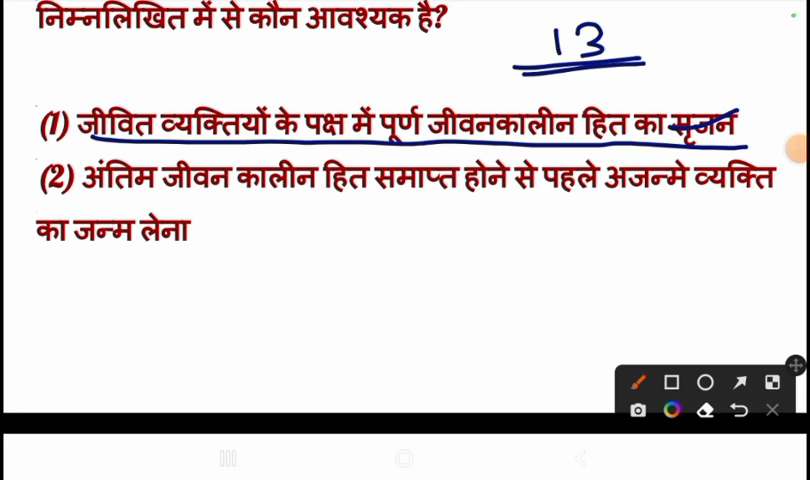 निम्नलिखित में से कौन आवश्यक है?
13
(1) जीवित व्यक्तियों के पक्ष में पूर्ण जीवनकालीन हित का सृजन
(2) अंतिम जीवन कालीन हित समाप्त होने से पहले अजन्मे व्यक्ति
का जन्म लेना